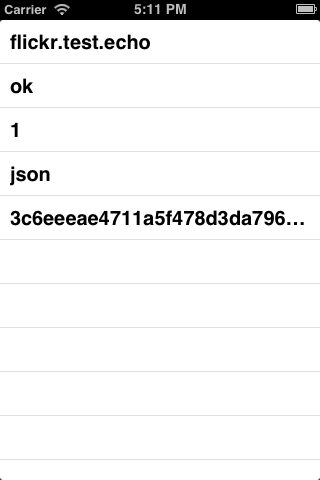 Carrier 5:11 PM
flickr.test.echo
ok
1
json
3c6eeeae4711a5f478d3da796...